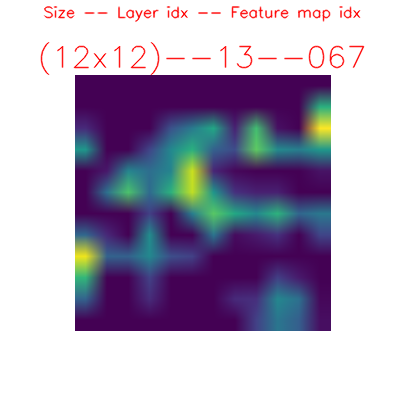 Size -- Layer idx -- Feature map idx
(12x12)--13--067